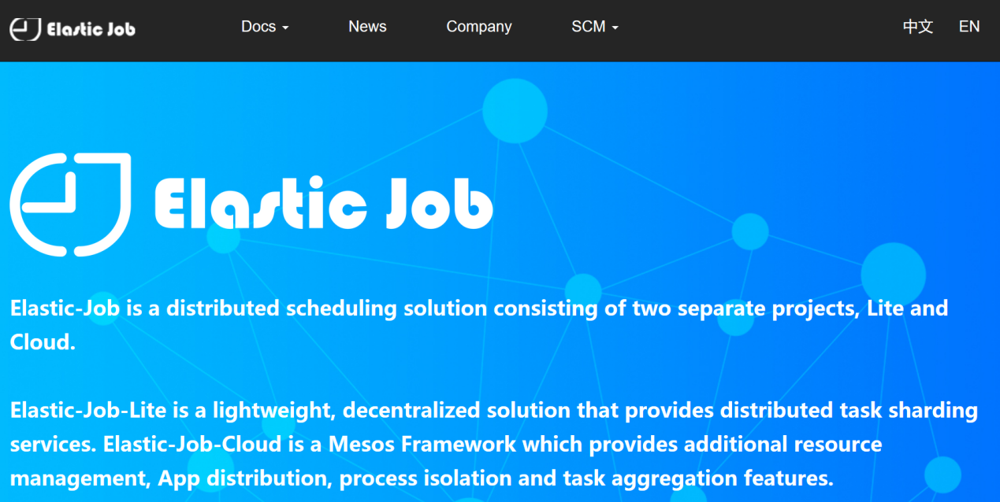 Elastic Job Docs News Company SCM 中文 EN
Elastic Job
Elastic-Job is a distributed scheduling solution consisting of two separate projects, Lite and
Cloud.
Elastic-Job-Lite is a lightweight, decentralized solution that provides distributed task sharding
services. Elastic-Job-Cloud is a Mesos Framework which provides additional resource
management, App distribution, process isolation and task aggregation features.